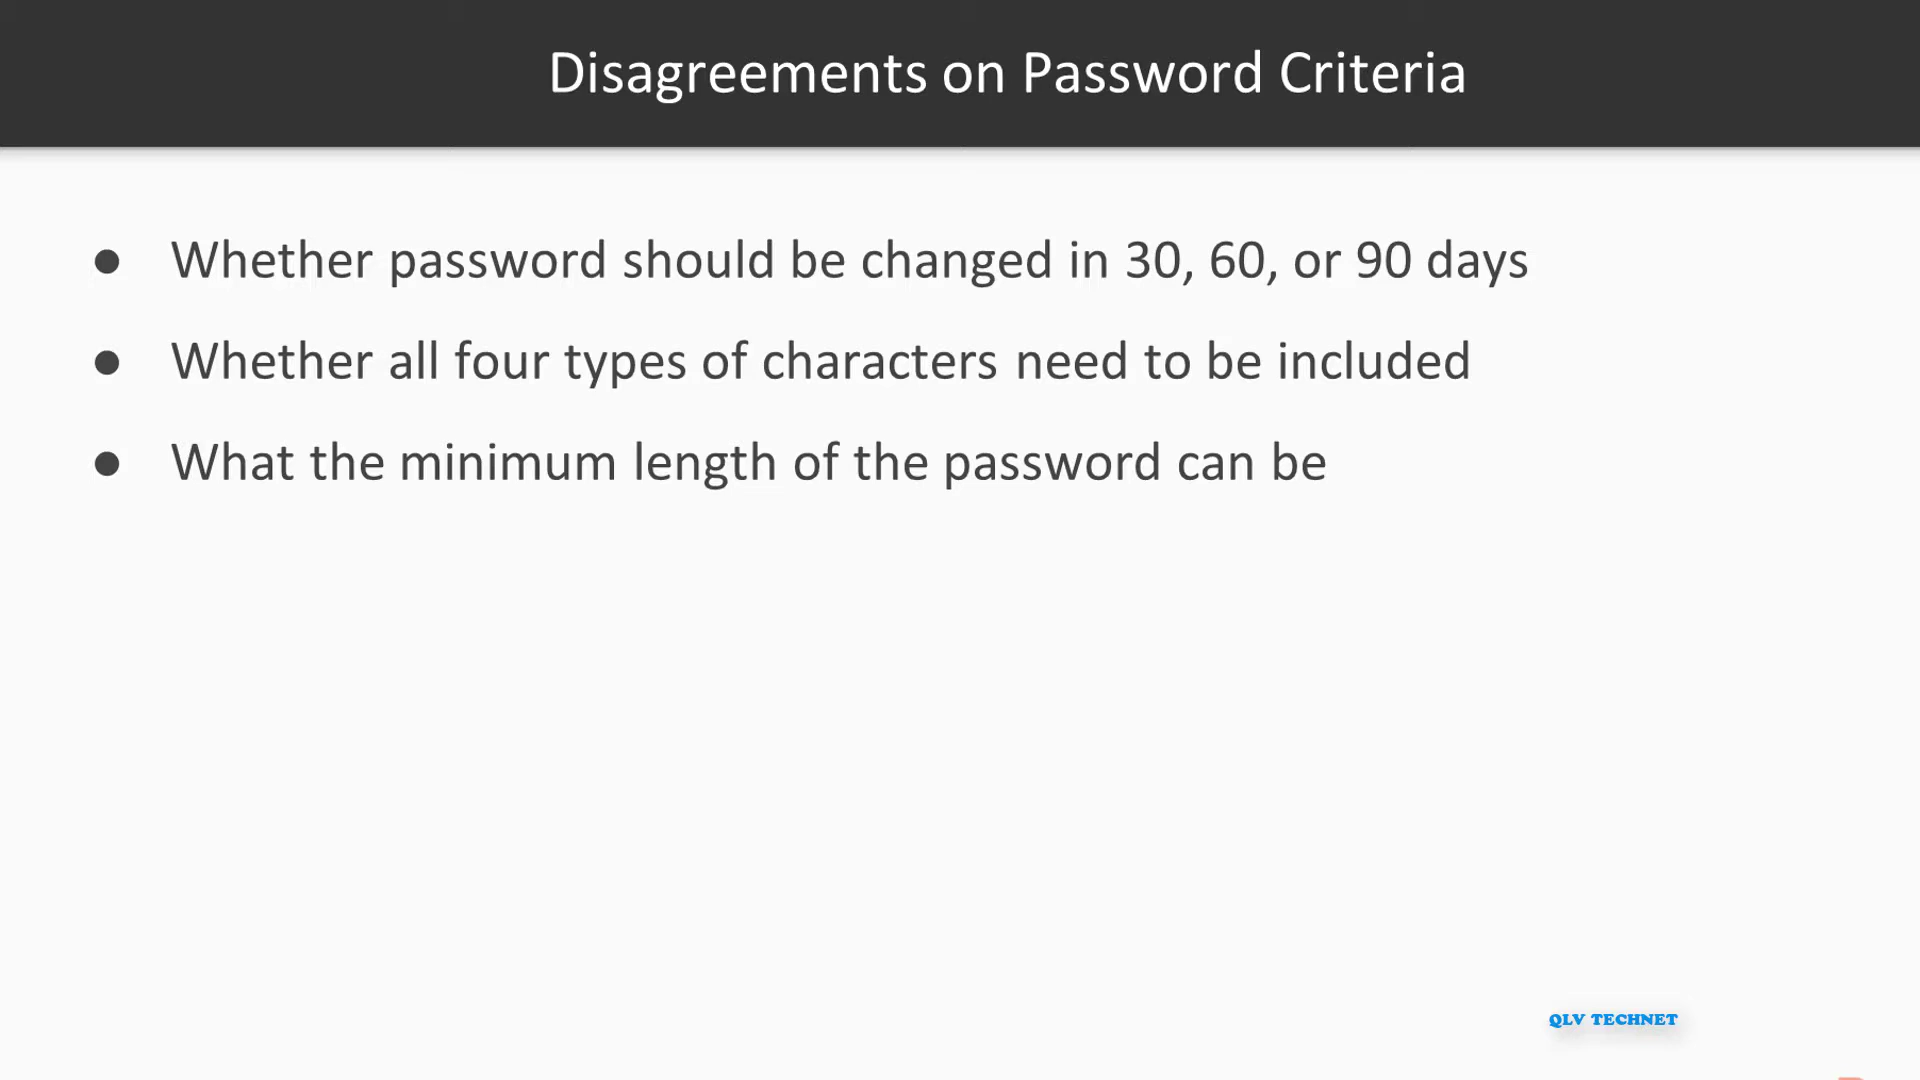 Disagreements on Password Criteria
● Whether password should be changed in 30, 60, or 90 days
● Whether all four types of characters need to be included
● What the minimum length of the password can be
QLV TECHNET